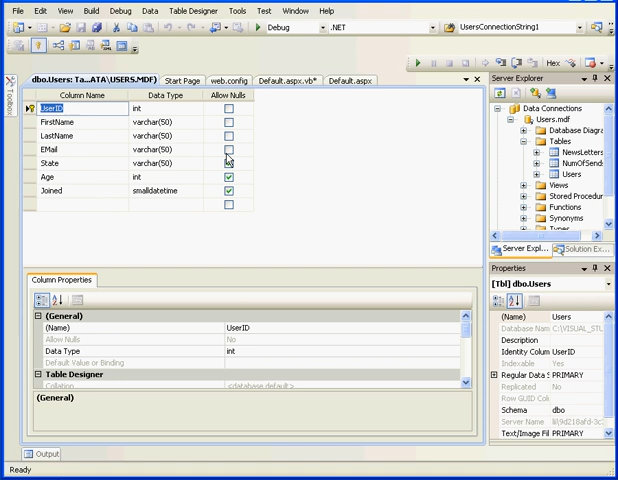 File Edit View Build Debug Data Table Designer Tools Test Window Help
Debug .NET UsersConnectionString1
Hex
Toolbox
dbo.Users: Ta...ATA\USERS.MDF) Start Page web.config Default.aspx.vb* Default.aspx
Column Name Data Type Allow Nulls
UserID int
FirstName varchar(50)
LastName varchar(50)
EMail varchar(50)
State varchar(50)
Age int
Joined smalldatetime
Column Properties
(General)
(Name) UserID
Allow Nulls No
Data Type int
Default Value or Binding
Table Designer
Collation <database default>
(General)
Output
Ready
Server Explorer
Data Connections
Users.mdf
Database Diagra
Tables
NewsLetters
NumOfSend
Users
Views
Stored Procedur
Functions
Synonyms
Types
Server Expl... Solution Ex...
Properties
[Tbl] dbo.Users
(Name) Users
Database Nam C:\VISUAL_STU
Description
Identity Colum UserID
Indexable Yes
Regular Data S PRIMARY
Replicated No
Row GUID Colu
Schema dbo
Server Name
Text/Image Fil PRIMARY